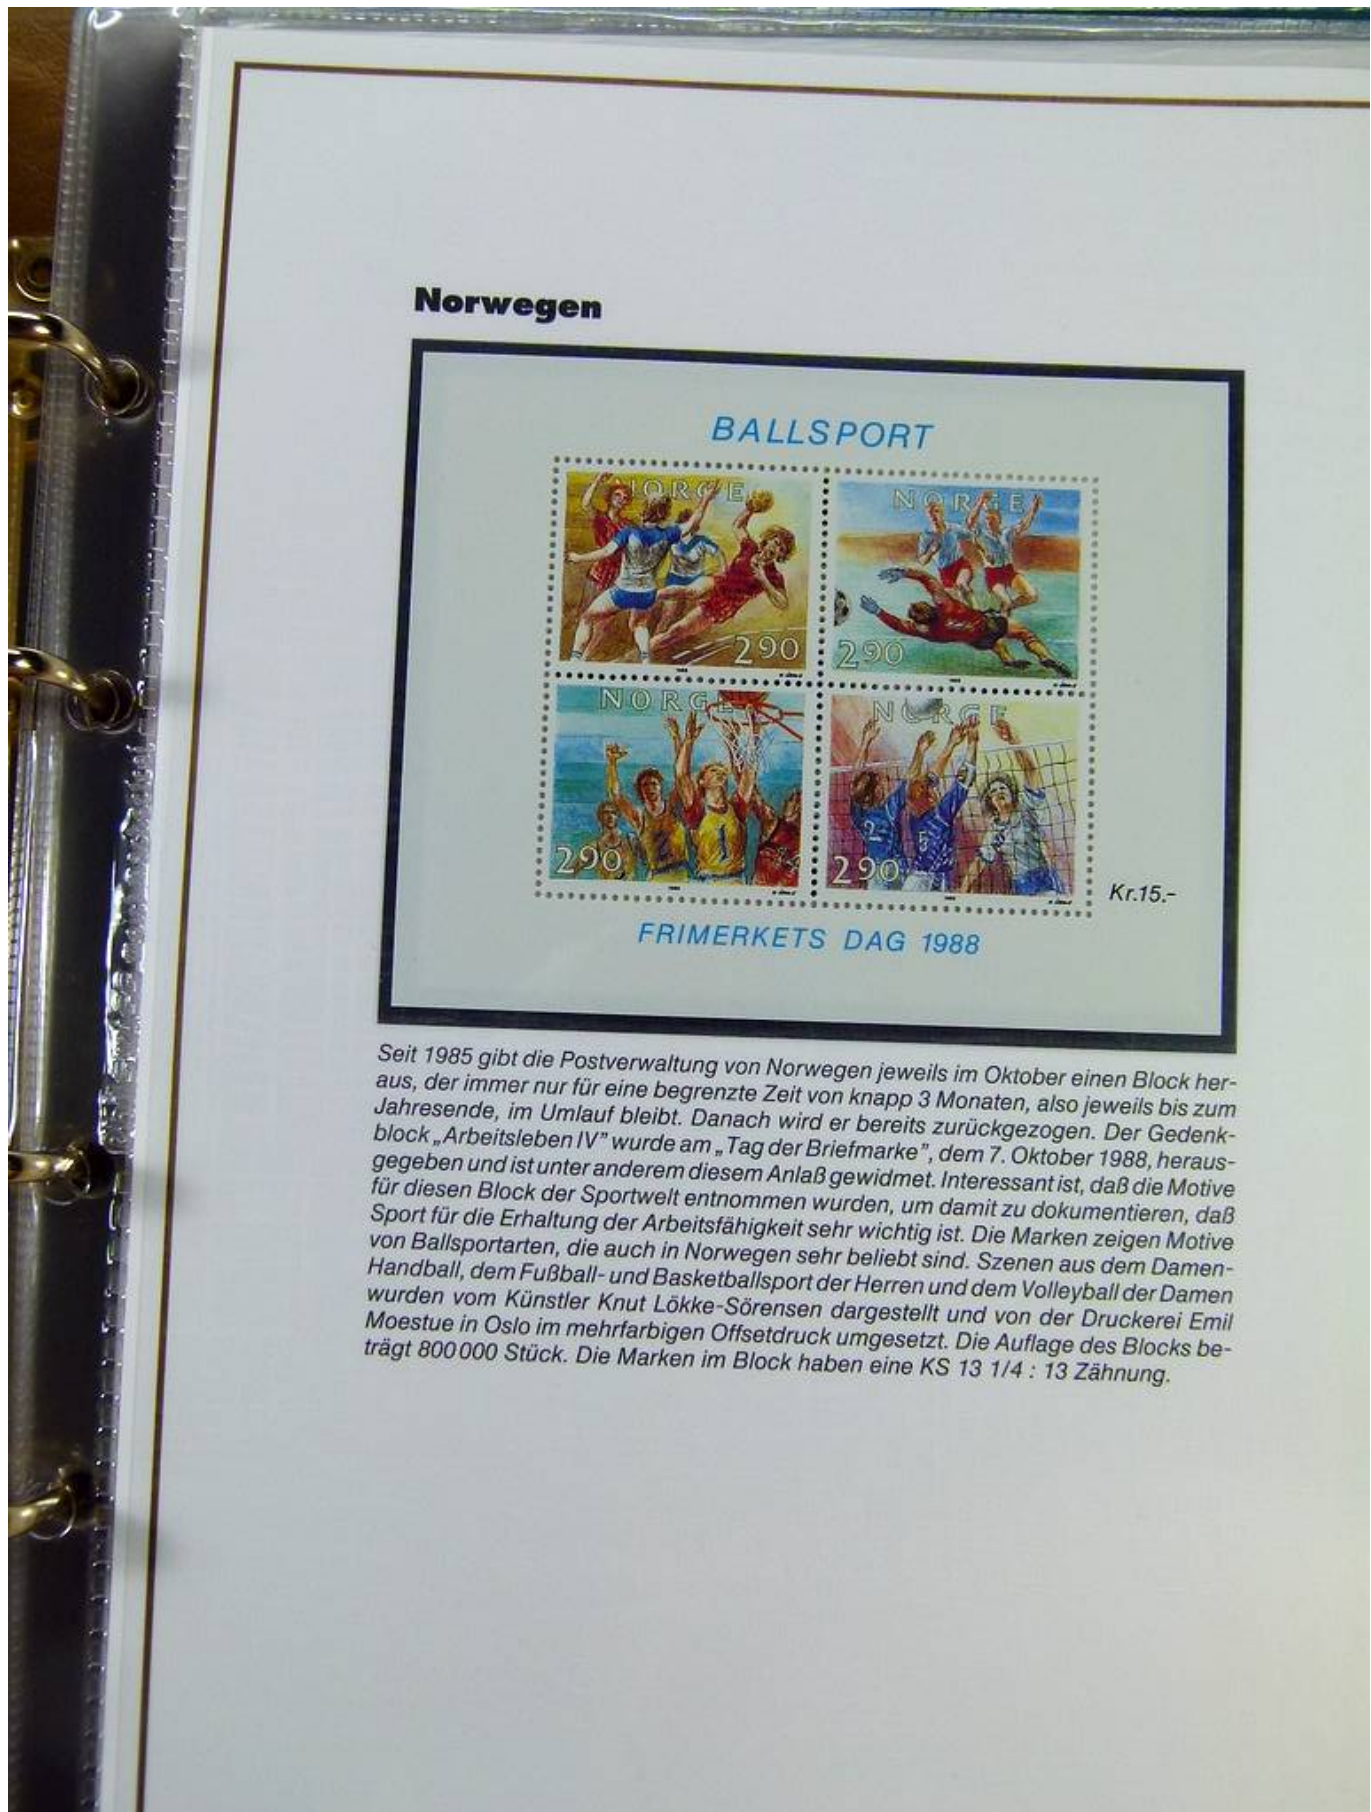 Norwegen
BALLSPORT
NORGE
NORGE
2 90
2 90
NORGE
NORGE
2
5
1
2 90
2 90
Kr.15.-
FRIMERKETS DAG 1988
Seit 1985 gibt die Postverwaltung von Norwegen jeweils im Oktober einen Block her-
aus, der immer nur für eine begrenzte Zeit von knapp 3 Monaten, also jeweils bis zum
Jahresende, im Umlauf bleibt. Danach wird er bereits zurückgezogen. Der Gedenk-
block „Arbeitsleben IV” wurde am „Tag der Briefmarke”, dem 7. Oktober 1988, heraus-
gegeben und ist unter anderem diesem Anlaß gewidmet. Interessant ist, daß die Motive
für diesen Block der Sportwelt entnommen wurden, um damit zu dokumentieren, daß
Sport für die Erhaltung der Arbeitsfähigkeit sehr wichtig ist. Die Marken zeigen Motive
von Ballsportarten, die auch in Norwegen sehr beliebt sind. Szenen aus dem Damen-
Handball, dem Fußball- und Basketballsport der Herren und dem Volleyball der Damen
wurden vom Künstler Knut Lökke-Sörensen dargestellt und von der Druckerei Emil
Moestue in Oslo im mehrfarbigen Offsetdruck umgesetzt. Die Auflage des Blocks be-
trägt 800 000 Stück. Die Marken im Block haben eine KS 13 1/4 : 13 Zähnung.